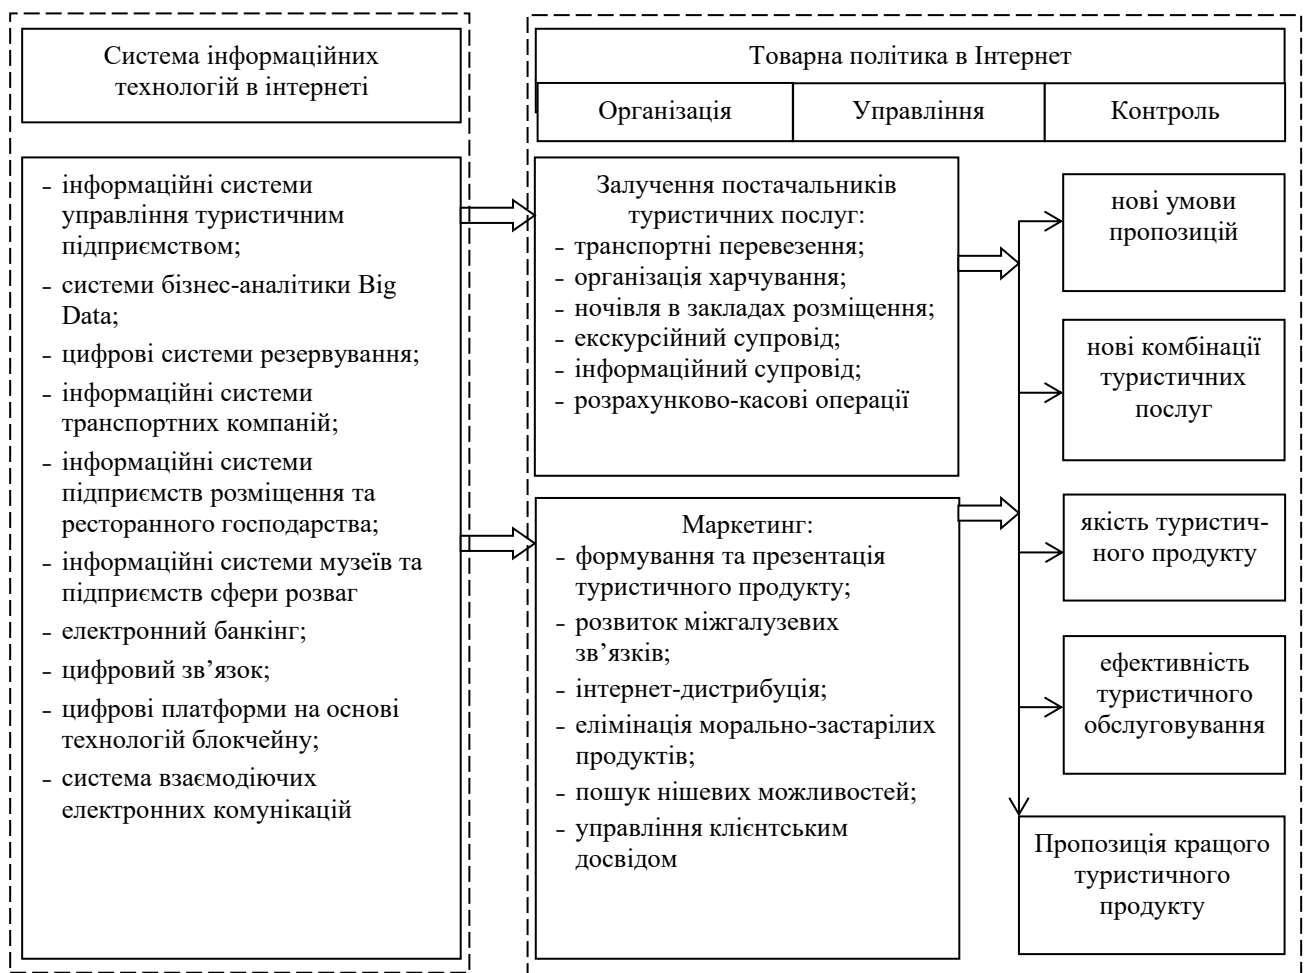 Система інформаційних
технологій в інтернеті
- інформаційні системи
управління туристичним
підприємством;
- системи бізнес-аналітики Big
Data;
- цифрові системи резервування;
- інформаційні системи
транспортних компаній;
- інформаційні системи
підприємств розміщення та
ресторанного господарства;
- інформаційні системи музеїв та
підприємств сфери розваг
- електронний банкінг;
- цифровий зв’язок;
- цифрові платформи на основі
технологій блокчейну;
- система взаємодіючих
електронних комунікацій
Товарна політика в Інтернет
Організація
Управління
Контроль
Залучення постачальників
туристичних послуг:
- транспортні перевезення;
- організація харчування;
- ночівля в закладах розміщення;
- екскурсійний супровід;
- інформаційний супровід;
- розрахунково-касові операції
Маркетинг:
- формування та презентація
туристичного продукту;
- розвиток міжгалузевих
зв’язків;
- інтернет-дистрибуція;
- елімінація морально-застарілих
продуктів;
- пошук нішевих можливостей;
- управління клієнтським
досвідом
нові умови
пропозицій
нові комбінації
туристичних
послуг
якість туристич-
ного продукту
ефективність
туристичного
обслуговування
Пропозиція кращого
туристичного
продукту